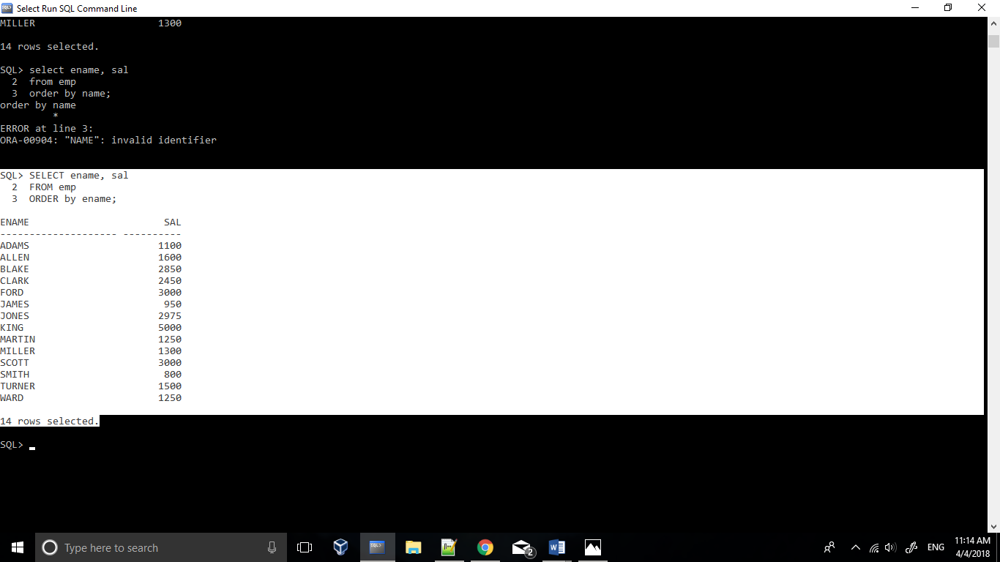 Select Run SQL Command Line
MILLER                     1300

14 rows selected.

SQL> select ename, sal
  2  from emp
  3  order by name;
order by name
         *
ERROR at line 3:
ORA-00904: "NAME": invalid identifier

SQL> SELECT ename, sal
  2  FROM emp
  3  ORDER by ename;

ENAME                       SAL
-------------------- ----------
ADAMS                      1100
ALLEN                      1600
BLAKE                      2850
CLARK                      2450
FORD                       3000
JAMES                       950
JONES                      2975
KING                       5000
MARTIN                     1250
MILLER                     1300
SCOTT                      3000
SMITH                       800
TURNER                     1500
WARD                       1250

14 rows selected.

SQL> _
Type here to search
2
ENG
11:14 AM
4/4/2018